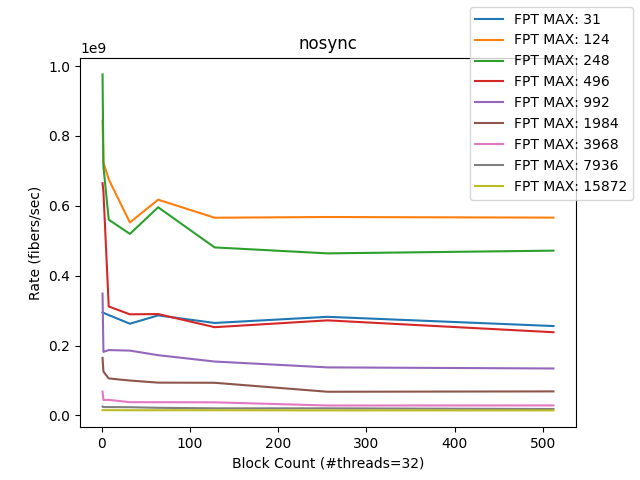 nosync
1e9
FPT MAX: 31
FPT MAX: 124
FPT MAX: 248
FPT MAX: 496
FPT MAX: 992
FPT MAX: 1984
FPT MAX: 3968
FPT MAX: 7936
FPT MAX: 15872
Rate (fibers/sec)
1.0
0.8
0.6
0.4
0.2
0.0
0 100 200 300 400 500
Block Count (#threads=32)